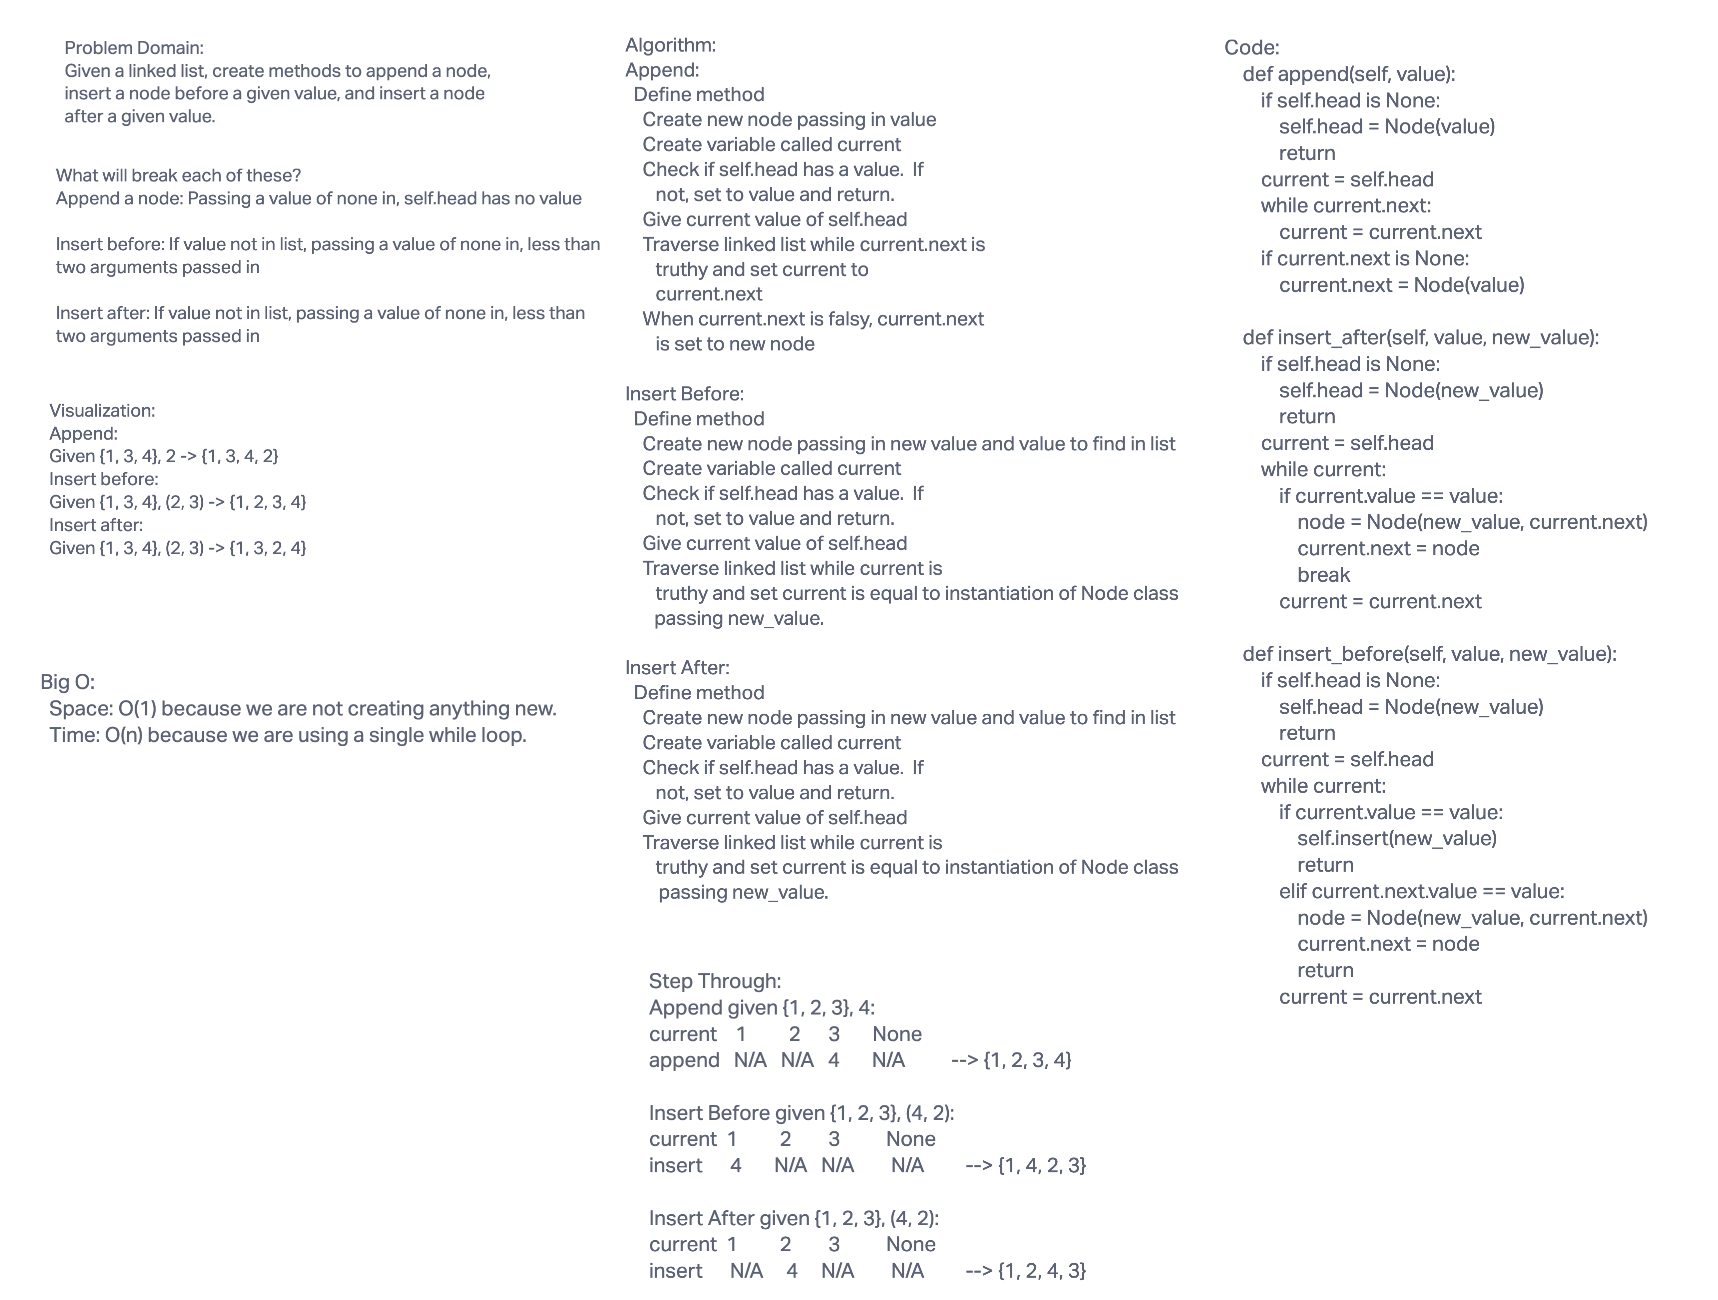 Problem Domain:
Given a linked list, create methods to append a node,
insert a node before a given value, and insert a node
after a given value.
What will break each of these?
Append a node: Passing a value of none in, self.head has no value
Insert before: If value not in list, passing a value of none in, less than
two arguments passed in
Insert after: If value not in list, passing a value of none in, less than
two arguments passed in
Visualization:
Append:
Given {1, 3, 4}, 2 -> {1, 3, 4, 2}
Insert before:
Given {1, 3, 4}, (2, 3) -> {1, 2, 3, 4}
Insert after:
Given {1, 3, 4}, (2, 3) -> {1, 3, 2, 4}
Big O:
Space: O(1) because we are not creating anything new.
Time: O(n) because we are using a single while loop.
Algorithm:
Append:
Define method
Create new node passing in value
Create variable called current
Check if self.head has a value.  If
not, set to value and return.
Give current value of self.head
Traverse linked list while current.next is
truthy and set current to
current.next
When current.next is falsy, current.next
is set to new node
Insert Before:
Define method
Create new node passing in new value and value to find in list
Create variable called current
Check if self.head has a value.  If
not, set to value and return.
Give current value of self.head
Traverse linked list while current is
truthy and set current is equal to instantiation of Node class
passing new_value.
Insert After:
Define method
Create new node passing in new value and value to find in list
Create variable called current
Check if self.head has a value.  If
not, set to value and return.
Give current value of self.head
Traverse linked list while current is
truthy and set current is equal to instantiation of Node class
passing new_value.
Step Through:
Append given {1, 2, 3}, 4:
current 1 2 3 None
append N/A N/A 4 N/A --> {1, 2, 3, 4}
Insert Before given {1, 2, 3}, (4, 2):
current 1 2 3 None
insert 4 N/A N/A N/A --> {1, 4, 2, 3}
Insert After given {1, 2, 3}, (4, 2):
current 1 2 3 None
insert N/A 4 N/A N/A --> {1, 2, 4, 3}
Code:
def append(self, value):
if self.head is None:
self.head = Node(value)
return
current = self.head
while current.next:
current = current.next
if current.next is None:
current.next = Node(value)
def insert_after(self, value, new_value):
if self.head is None:
self.head = Node(new_value)
return
current = self.head
while current:
if current.value == value:
node = Node(new_value, current.next)
current.next = node
break
current = current.next
def insert_before(self, value, new_value):
if self.head is None:
self.head = Node(new_value)
return
current = self.head
while current:
if current.value == value:
self.insert(new_value)
return
elif current.next.value == value:
node = Node(new_value, current.next)
current.next = node
return
current = current.next